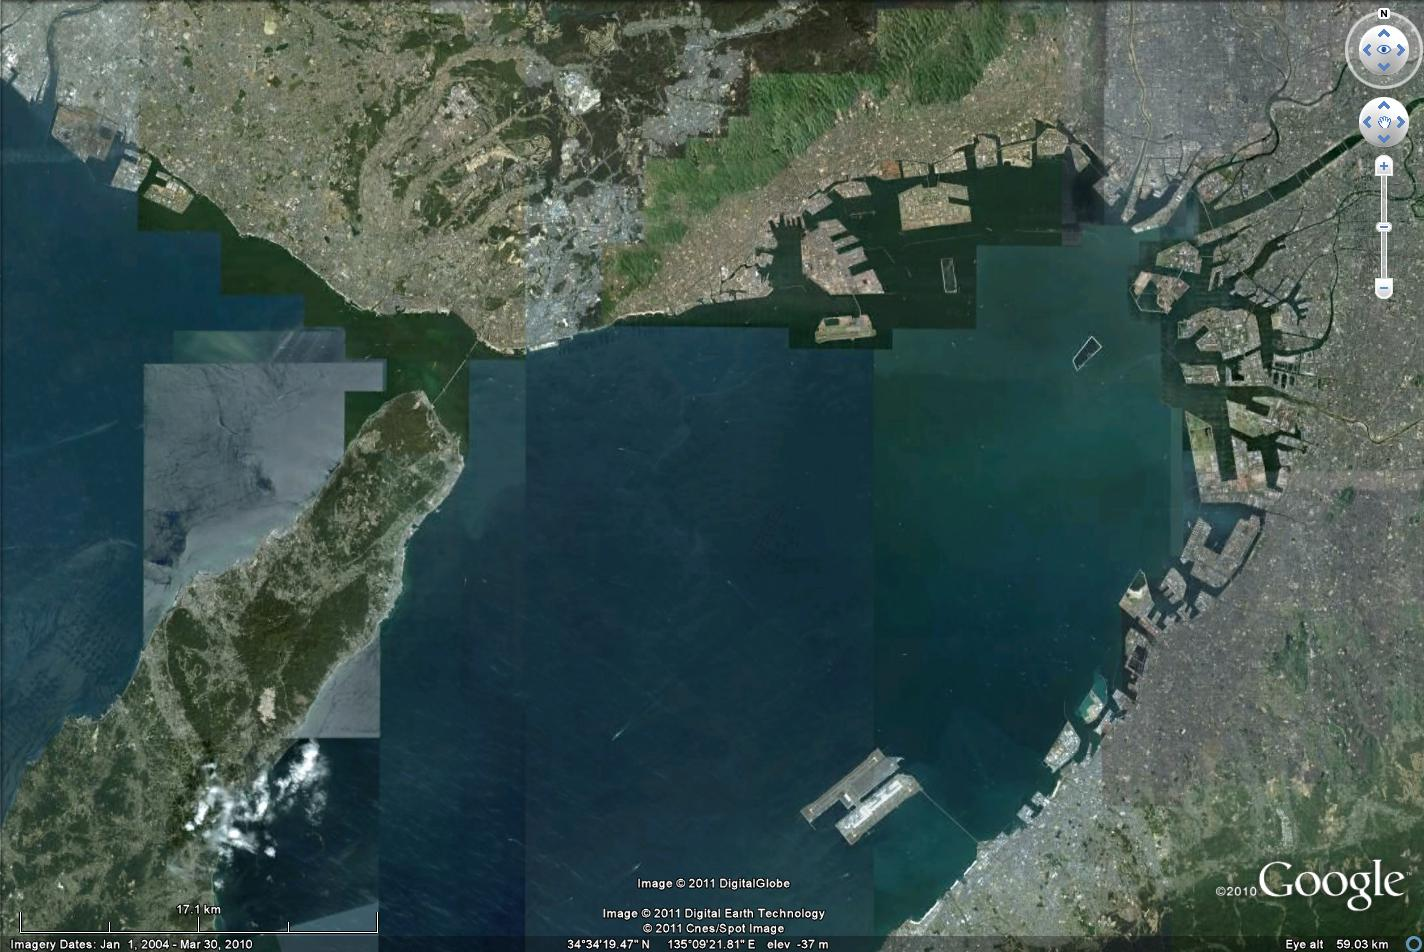 N
©2010 Google
Image © 2011 DigitalGlobe
17.1 km
Image © 2011 Digital Earth Technology
© 2011 Cnes/Spot Image
Imagery Dates: Jan 1, 2004 - Mar 30, 2010 34°34'19.47" N 135°09'21.81" E elev -37 m Eye alt 59.03 km